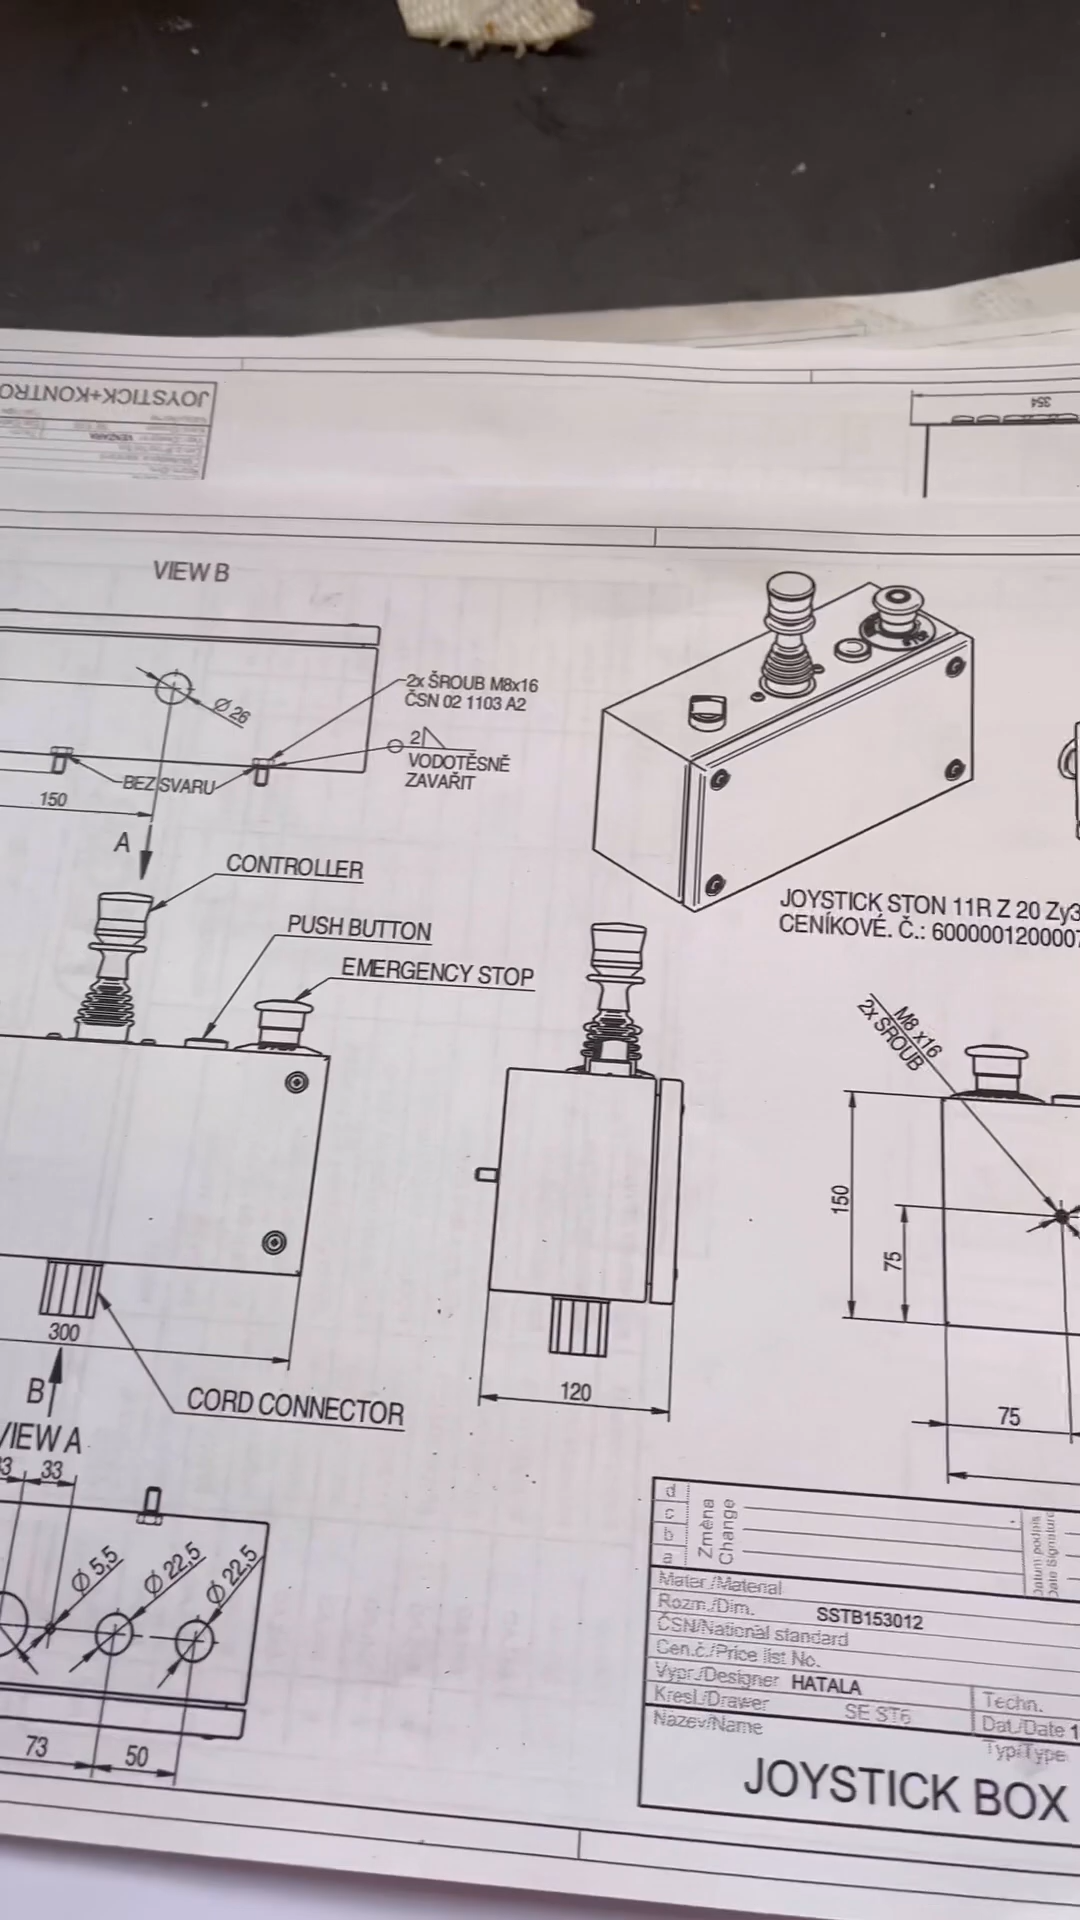 JOYSTICK+KONTRO
VENZARA
354
VIEW B
Ø 26
2x ŠROUB M8x16
ČSN 02 1103 A2
2
VODOTĚSNĚ
ZAVAŘIT
BEZ SVARU
150
A
CONTROLLER
PUSH BUTTON
EMERGENCY STOP
JOYSTICK STON 11R Z 20 Zy3
CENÍKOVÉ. Č.: 6000001200007
M8 x16
2x ŠROUB
150
75
300
120
75
B
CORD CONNECTOR
VIEW A
33
Ø 5,5
Ø 22,5
Ø 22,5
73
50
d
c
b
a
Změna
Change
Datum podpis
Date Signature
Mater./Material
Rozm./Dim. SSTB153012
ČSN/National standard
Cen.č./Price list No.
Vypr./Designer HATALA
Techn.
Kresl./Drawer SE ST6
Dat./Date 1
Název/Name
Typ/Type
JOYSTICK BOX